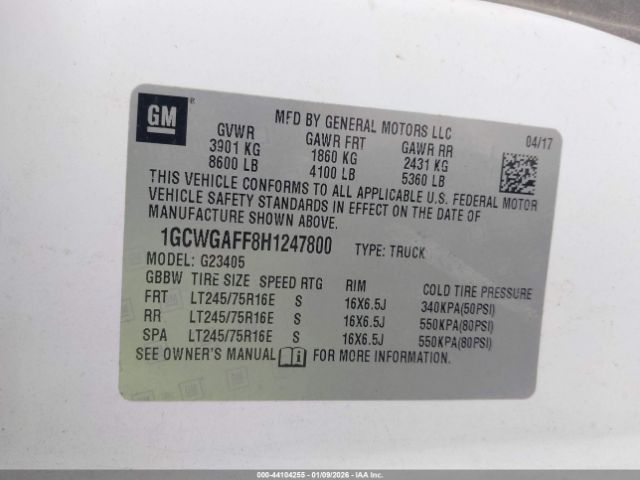 GM ®
MFD BY GENERAL MOTORS LLC 04/17
GVWR GAWR FRT GAWR RR
3901 KG 1860 KG 2431 KG
8600 LB 4100 LB 5360 LB
THIS VEHICLE CONFORMS TO ALL APPLICABLE U.S. FEDERAL MOTOR
VEHICLE SAFETY STANDARDS IN EFFECT ON THE DATE OF
MANUFACTURE SHOWN ABOVE.
1GCWGAFF8H1247800 TYPE: TRUCK
MODEL: G23405
GBBW TIRE SIZE SPEED RTG RIM COLD TIRE PRESSURE
FRT LT245/75R16E S 16X6.5J 340KPA(50PSI)
RR LT245/75R16E S 16X6.5J 550KPA(80PSI)
SPA LT245/75R16E S 16X6.5J 550KPA(80PSI)
SEE OWNER'S MANUAL i FOR MORE INFORMATION.
000-44104255 - 01/09/2026 - IAA Inc.